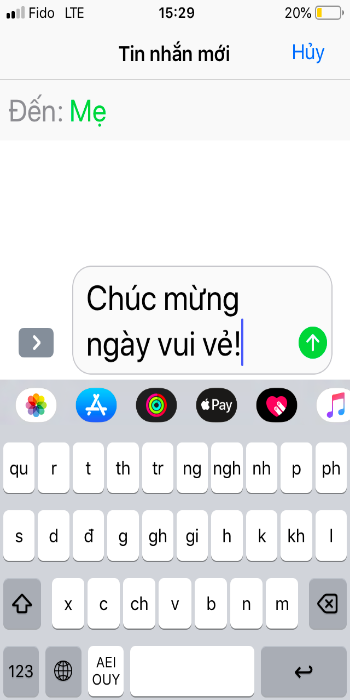 Fido LTE 15:29 20%
Tin nhắn mới Hủy
Đến: Mẹ
Chúc mừng
ngày vui vẻ!
Pay
qu r t th tr ng ngh nh p ph
s d đ g gh gi h k kh l
x c ch v b n m
123 AEI
OUY